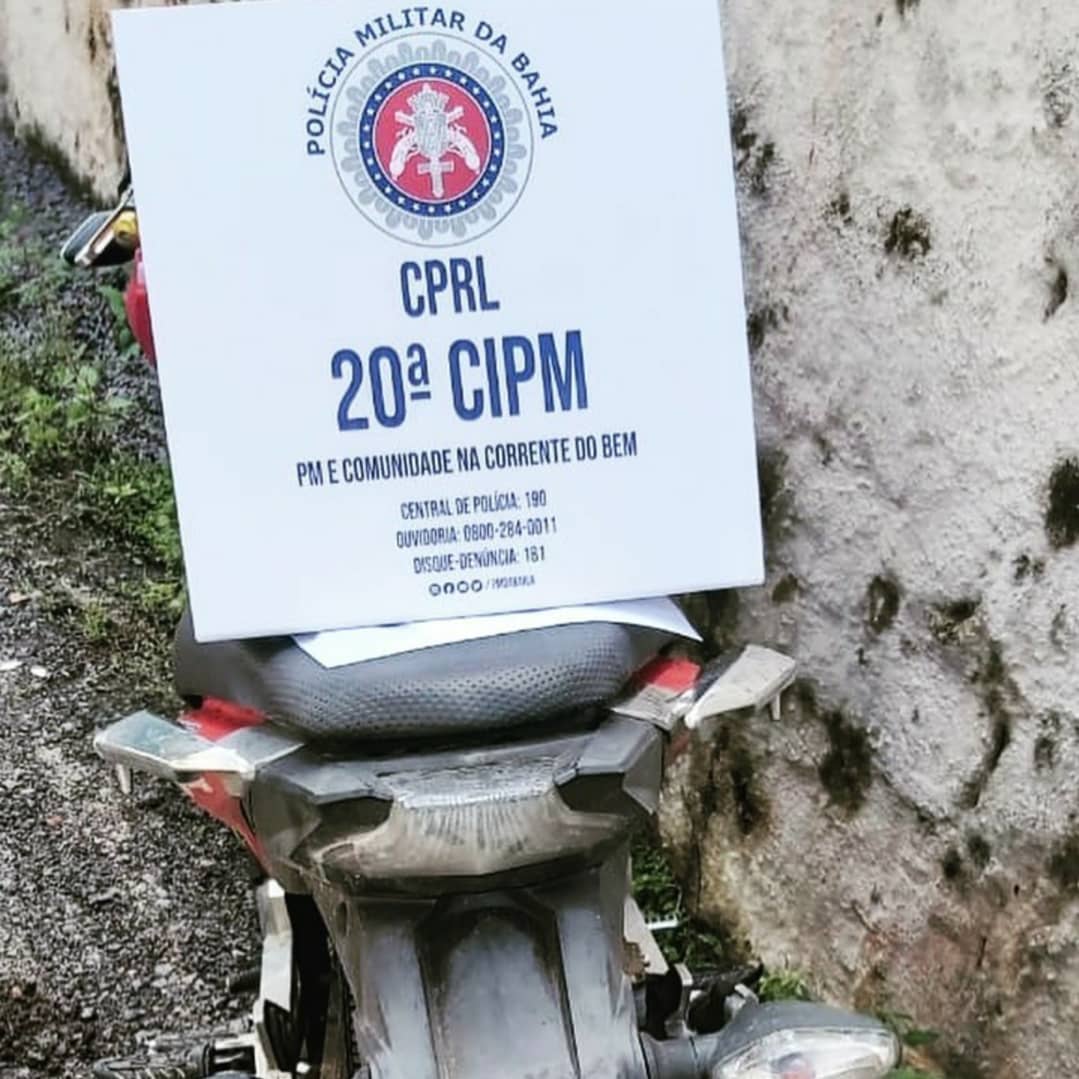 POLÍCIA MILITAR DA BAHIA
CPRL
20ª CIPM
PM E COMUNIDADE NA CORRENTE DO BEM
CENTRAL DE POLÍCIA: 190
OUVIDORIA: 0800-284-0011
DISQUE-DENÚNCIA: 181